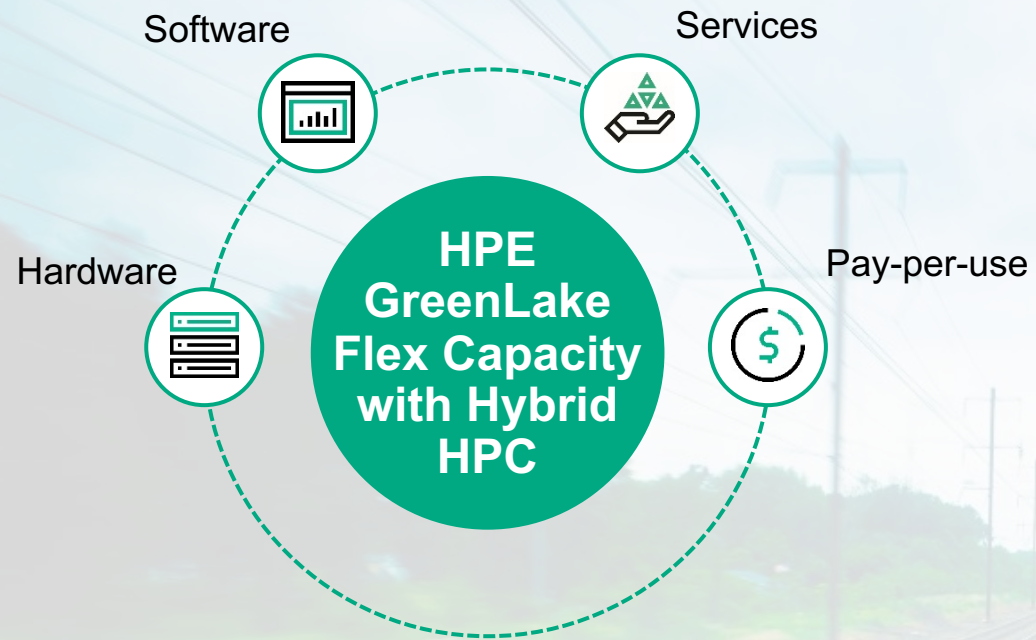 Software
Services
Hardware
Pay-per-use
HPE
GreenLake
Flex Capacity
with Hybrid
HPC
$